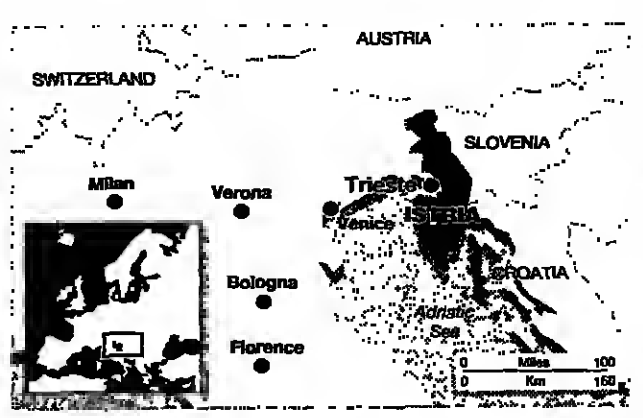 AUSTRIA
SWITZERLAND
SLOVENIA
Milan
Verona
Trieste
Venice
ISTRIA
CROATIA
Bologna
Adriatic
Sea
Florence
0 Miles 100
0 Km 150